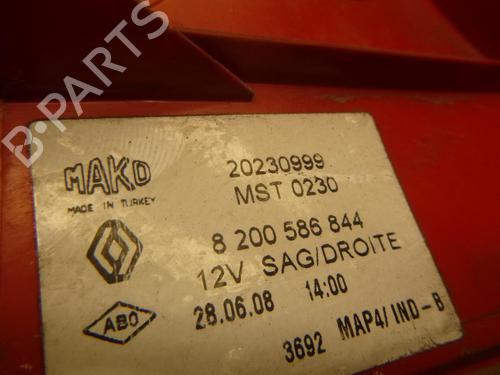 B-PARTS
MAKO
MADE IN TURKEY
20230999
MST 0230
8 200 586 844
12V SAG/DROITE
ABO
28.06.08 14:00
3692 MAP4/IND-B